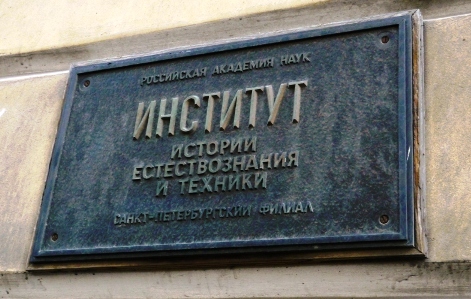 РОССИЙСКАЯ АКАДЕМИЯ НАУК
ИНСТИТУТ
ИСТОРИИ
ЕСТЕСТВОЗНАНИЯ
И ТЕХНИКИ
САНКТ-ПЕТЕРБУРГСКИЙ ФИЛИАЛ